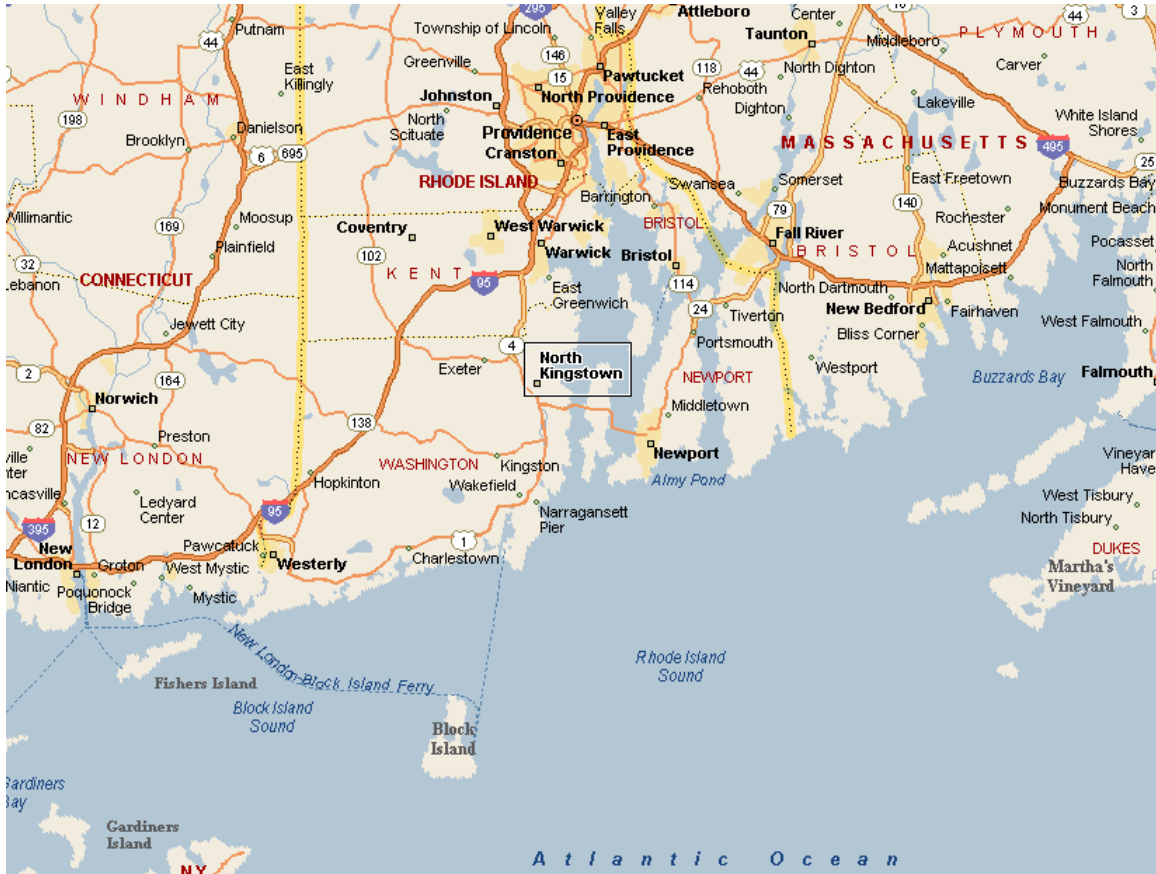 295
Valley
Falls
Attleboro
Center
10
44
3
Putnam
Township of Lincoln
Taunton
Middleboro
PLYMOUTH
44
146
Greenville
Pawtucket
118
44
North Dighton
Carver
East
Killingly
15
North Providence
Rehoboth
WINDHAM
Johnston
Dighton
Lakeville
198
North
Scituate
White Island
Shores
Danielson
Providence
East
Providence
Brooklyn
6
695
Cranston
MASSACHUSETTS
495
25
RHODE ISLAND
Swansea
Somerset
East Freetown
Buzzards Bay
Barrington
Willimantic
Moosup
79
140
Rochester
Monument Beach
169
Coventry
West Warwick
BRISTOL
Fall River
Plainfield
102
Warwick
Bristol
BRISTOL
Acushnet
Pocasset
32
Lebanon
CONNECTICUT
KENT
95
East
Greenwich
114
Mattapoisett
North
Falmouth
North Dartmouth
24
Tiverton
New Bedford
Fairhaven
Jewett City
Portsmouth
Bliss Corner
West Falmouth
4
North
Kingstown
Exeter
Westport
2
164
NEWPORT
Buzzards Bay
Falmouth
Norwich
Middletown
82
138
Preston
Newport
NEW LONDON
WASHINGTON
Kingston
Hopkinton
Wakefield
Almy Pond
West Tisbury
Ledyard
Center
95
Narragansett
Pier
North Tisbury
395
12
1
New
London
Pawcatuck
Westerly
Charlestown
DUKES
Groton
West Mystic
Martha's
Vineyard
Niantic
Poquonock
Bridge
Mystic
New London-Block Island Ferry
Rhode Island
Sound
Fishers Island
Block Island
Sound
Block
Island
Gardiners
Bay
Gardiners
Island
NY
Atlantic Ocean